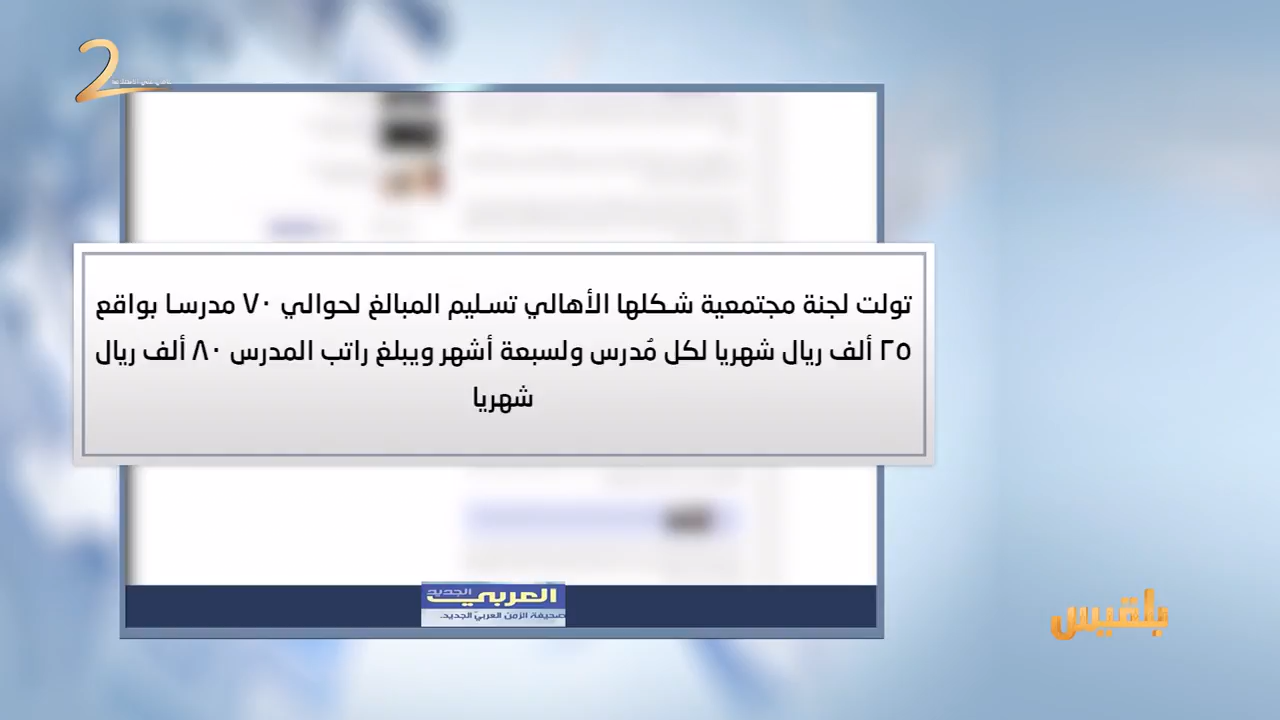 2
تولت لجنة مجتمعية شكلها الأهالي تسليم المبالغ لحوالي ٧٠ مدرسا بواقع
٢٥ ألف ريال شهريا لكل مُدرس ولسبعة أشهر ويبلغ راتب المدرس ٨٠ ألف ريال
شهريا
العربي الجديد
صحيفة الزمن العربيّ الجديد.
بلقيس